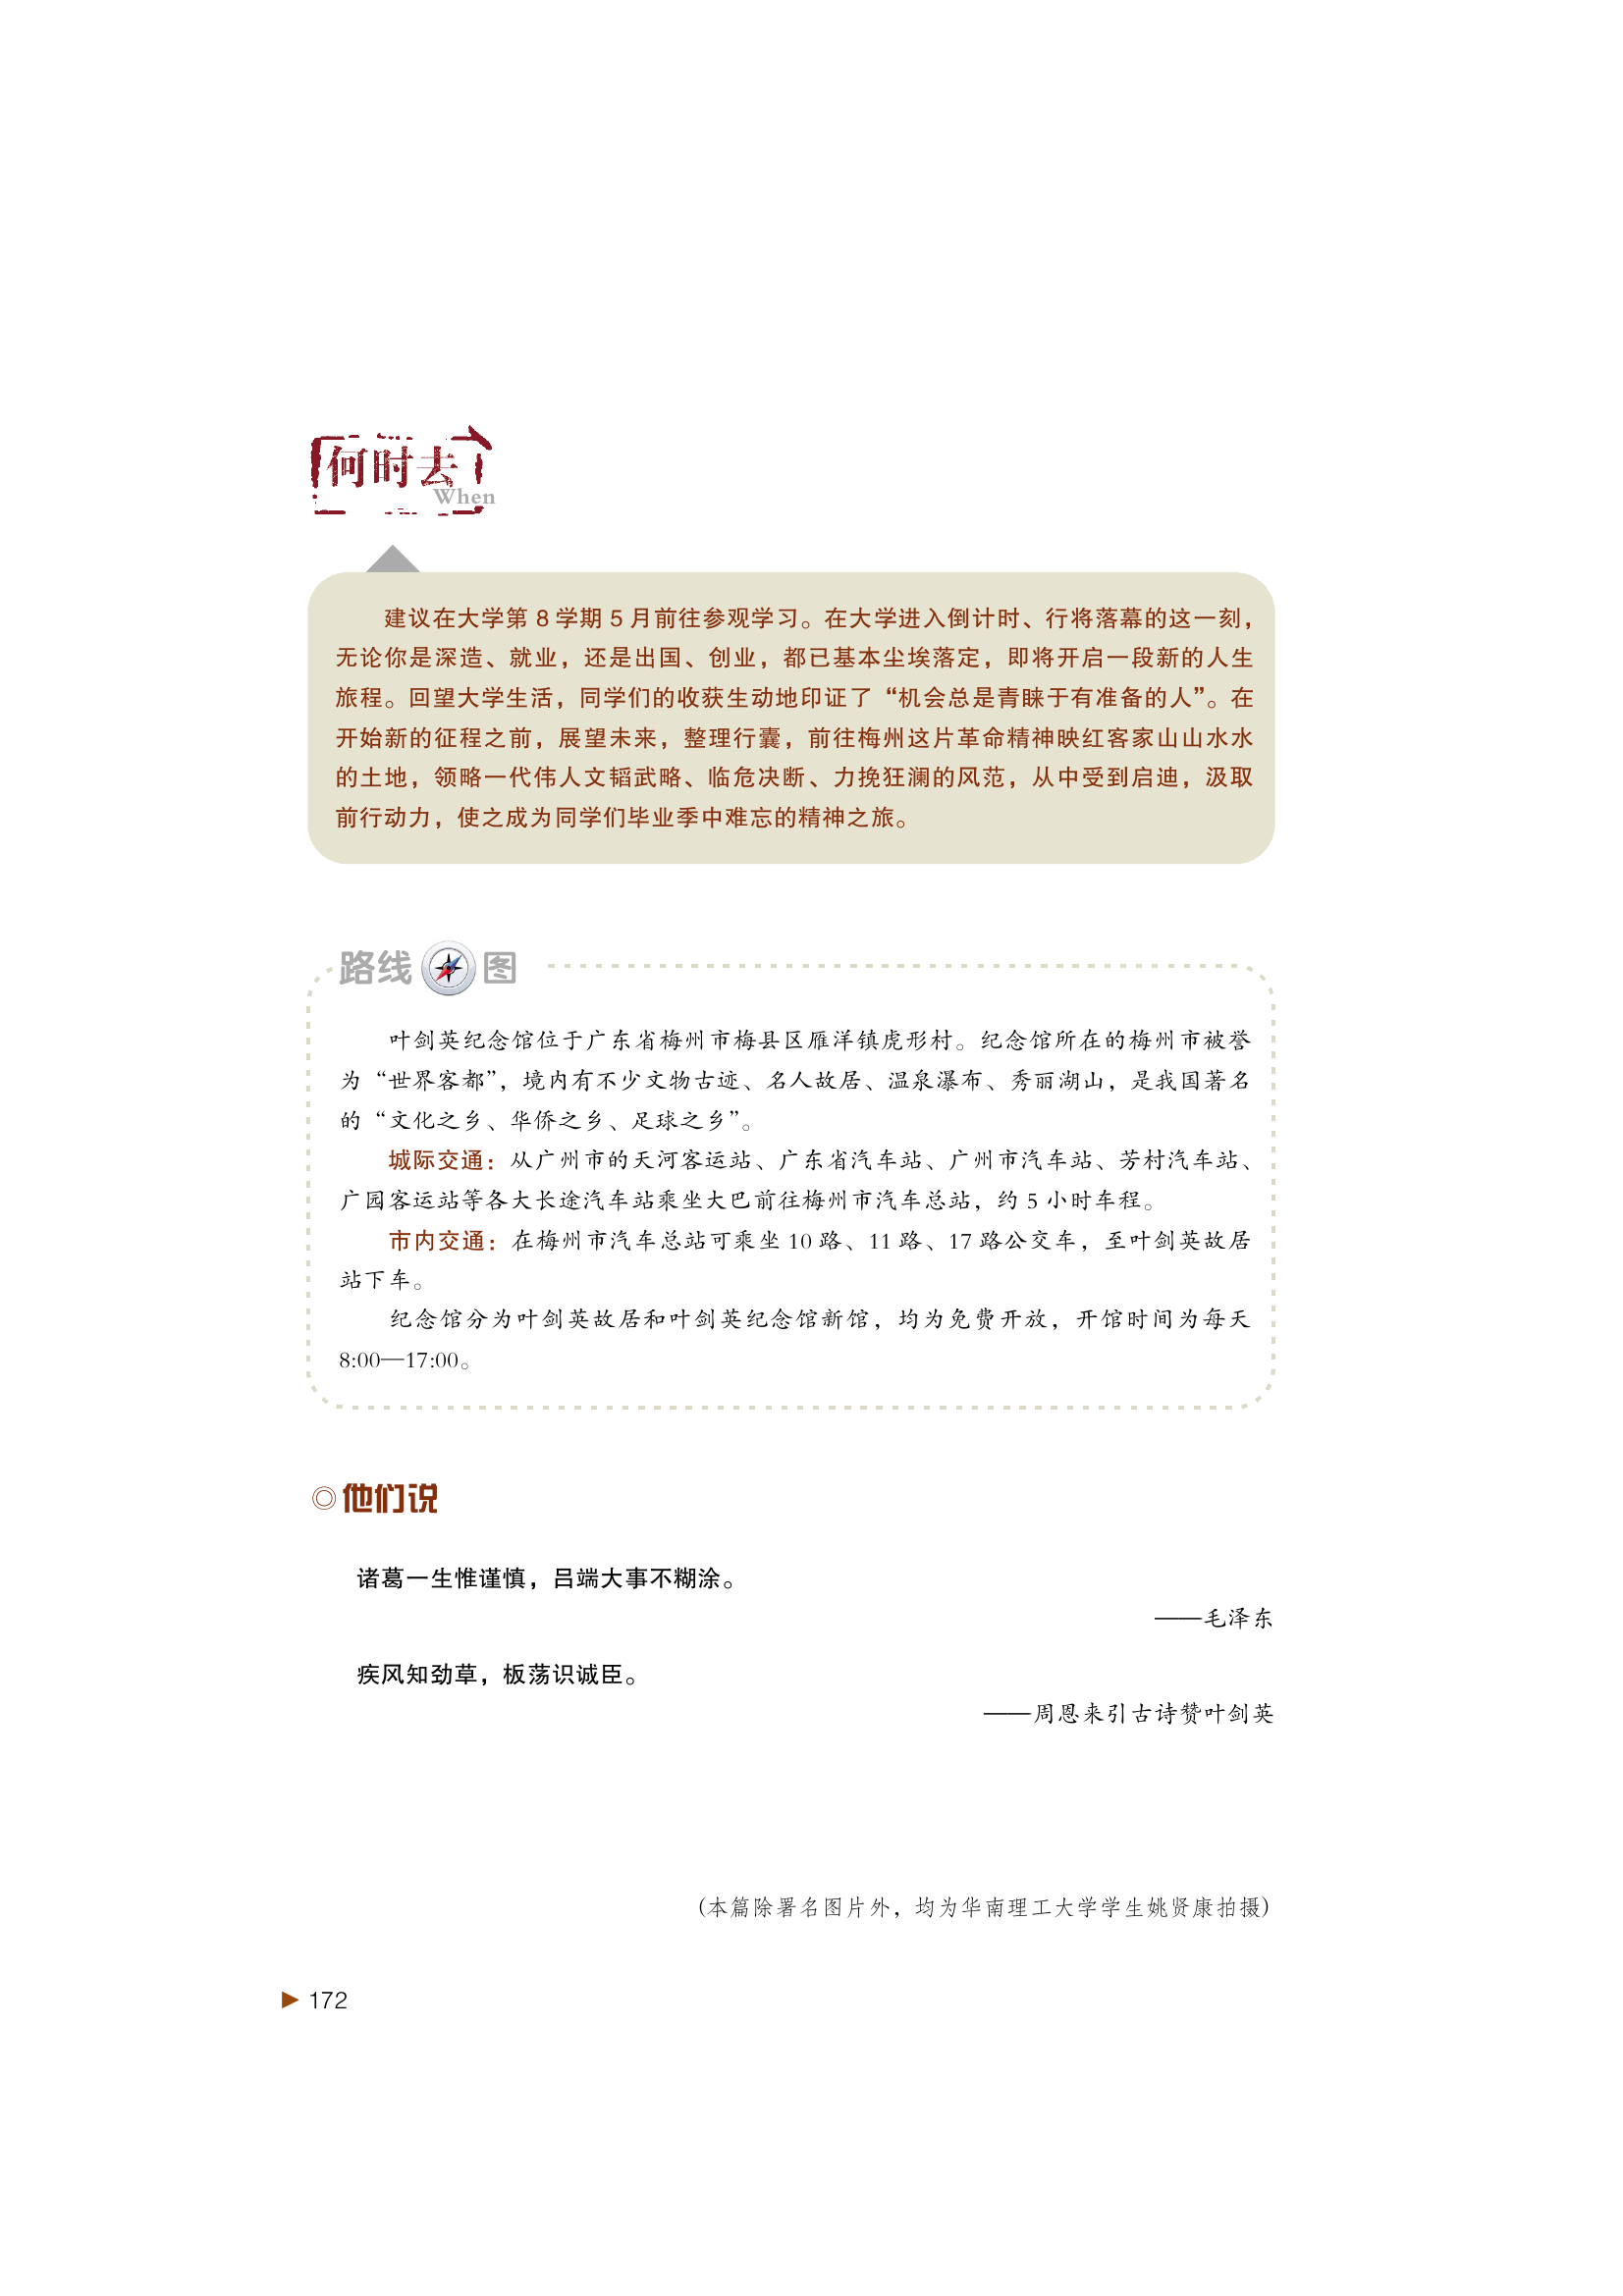 何时去
When
建议在大学第 8 学期 5 月前往参观学习。在大学进入倒计时、行将落幕的这一刻，
无论你是深造、就业，还是出国、创业，都已基本尘埃落定，即将开启一段新的人生
旅程。回望大学生活，同学们的收获生动地印证了“机会总是青睐于有准备的人”。在
开始新的征程之前，展望未来，整理行囊，前往梅州这片革命精神映红客家山山水水
的土地，领略一代伟人文韬武略、临危决断、力挽狂澜的风范，从中受到启迪，汲取
前行动力，使之成为同学们毕业季中难忘的精神之旅。
路线图
叶剑英纪念馆位于广东省梅州市梅县区雁洋镇虎形村。纪念馆所在的梅州市被誉
为“世界客都”，境内有不少文物古迹、名人故居、温泉瀑布、秀丽湖山，是我国著名
的“文化之乡、华侨之乡、足球之乡”。
城际交通：从广州市的天河客运站、广东省汽车站、广州市汽车站、芳村汽车站、
广园客运站等各大长途汽车站乘坐大巴前往梅州市汽车总站，约 5 小时车程。
市内交通：在梅州市汽车总站可乘坐 10 路、11 路、17 路公交车，至叶剑英故居
站下车。
纪念馆分为叶剑英故居和叶剑英纪念馆新馆，均为免费开放，开馆时间为每天
8:00—17:00。
◎他们说
诸葛一生惟谨慎，吕端大事不糊涂。
——毛泽东
疾风知劲草，板荡识诚臣。
——周恩来引古诗赞叶剑英
(本篇除署名图片外，均为华南理工大学学生姚贤康拍摄)
172